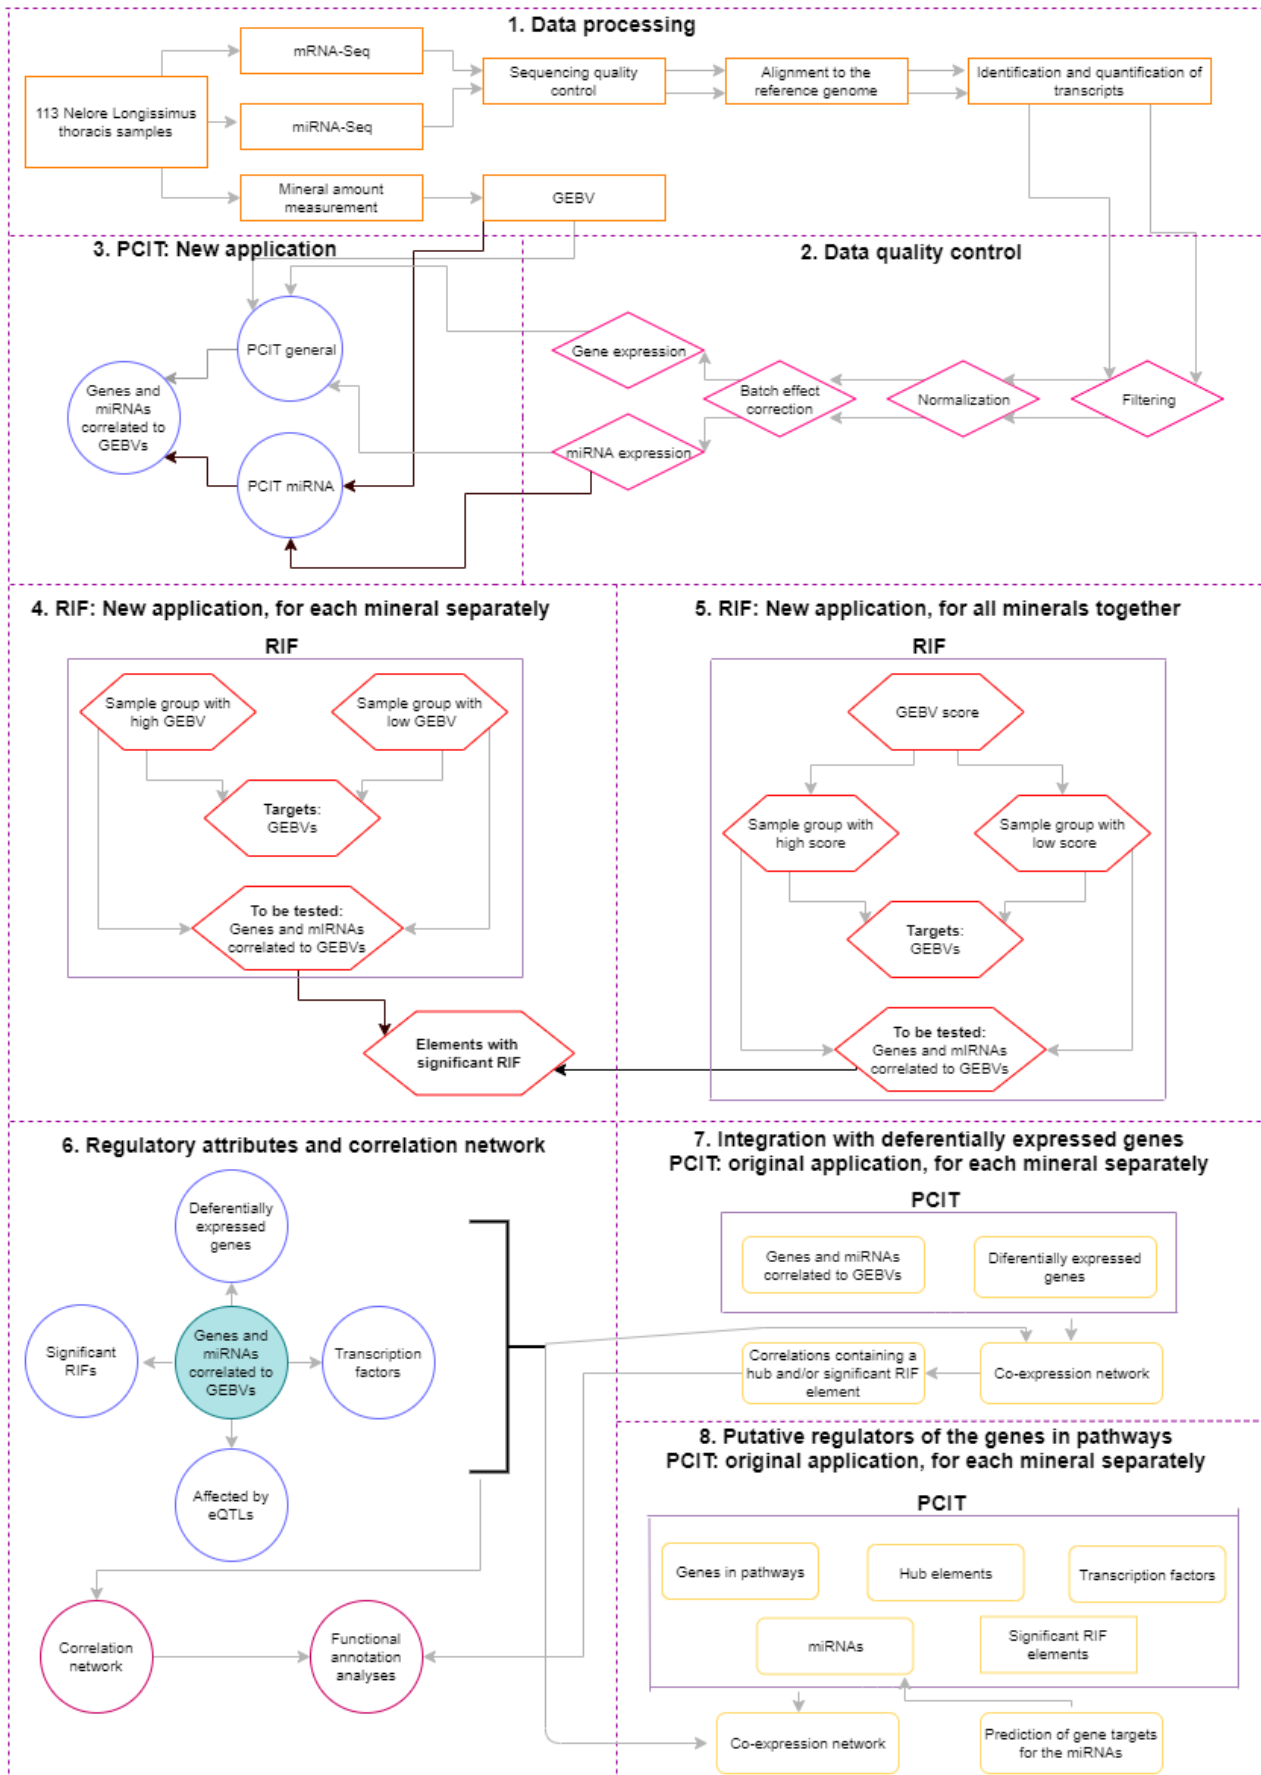 1. Data processing
mRNA-Seq
Sequencing quality
control
Alignment to the
reference genome
Identification and quantification of
transcripts
113 Nelore Longissimus
thoracis samples
miRNA-Seq
Mineral amount
measurement
GEBV
3. PCIT: New application
2. Data quality control
PCIT general
Gene expression
Genes and
miRNAs
correlated to
GEBVs
Batch effect
correction
Normalization
Filtering
miRNA expression
PCIT miRNA
4. RIF: New application, for each mineral separately
RIF
Sample group with
high GEBV
Sample group with
low GEBV
Targets:
GEBVs
To be tested:
Genes and mIRNAs
correlated to GEBVs
Elements with
significant RIF
5. RIF: New application, for all minerals together
RIF
GEBV score
Sample group with
high score
Sample group with
low score
Targets:
GEBVs
To be tested:
Genes and mIRNAs
correlated to GEBVs
6. Regulatory attributes and correlation network
Deferentially
expressed
genes
Significant
RIFs
Genes and
miRNAs
correlated to
GEBVs
Transcription
factors
Affected by
eQTLs
Correlation
network
Functional
annotation
analyses
7. Integration with deferentially expressed genes
PCIT: original application, for each mineral separately
PCIT
Genes and miRNAs
correlated to GEBVs
Diferentially expressed
genes
Correlations containing a
hub and/or significant RIF
element
Co-expression network
8. Putative regulators of the genes in pathways
PCIT: original application, for each mineral separately
PCIT
Genes in pathways
Hub elements
Transcription factors
miRNAs
Significant RIF
elements
Co-expression network
Prediction of gene targets
for the miRNAs